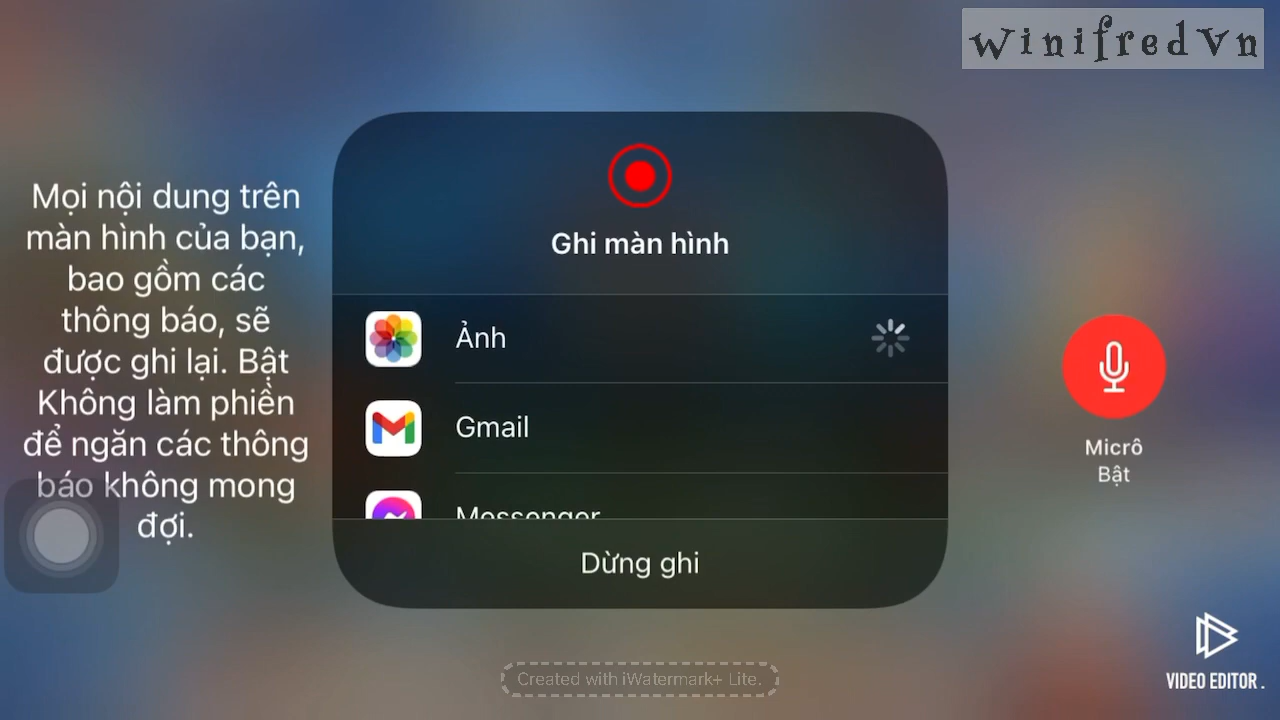 WinifredVn
Mọi nội dung trên
màn hình của bạn,
bao gồm các
thông báo, sẽ
được ghi lại. Bật
Không làm phiền
để ngăn các thông
báo không mong
đợi.
Ghi màn hình
Ảnh
Gmail
Messenger
Dừng ghi
Micrô
Bật
VIDEO EDITOR .
Created with iWatermark+ Lite.